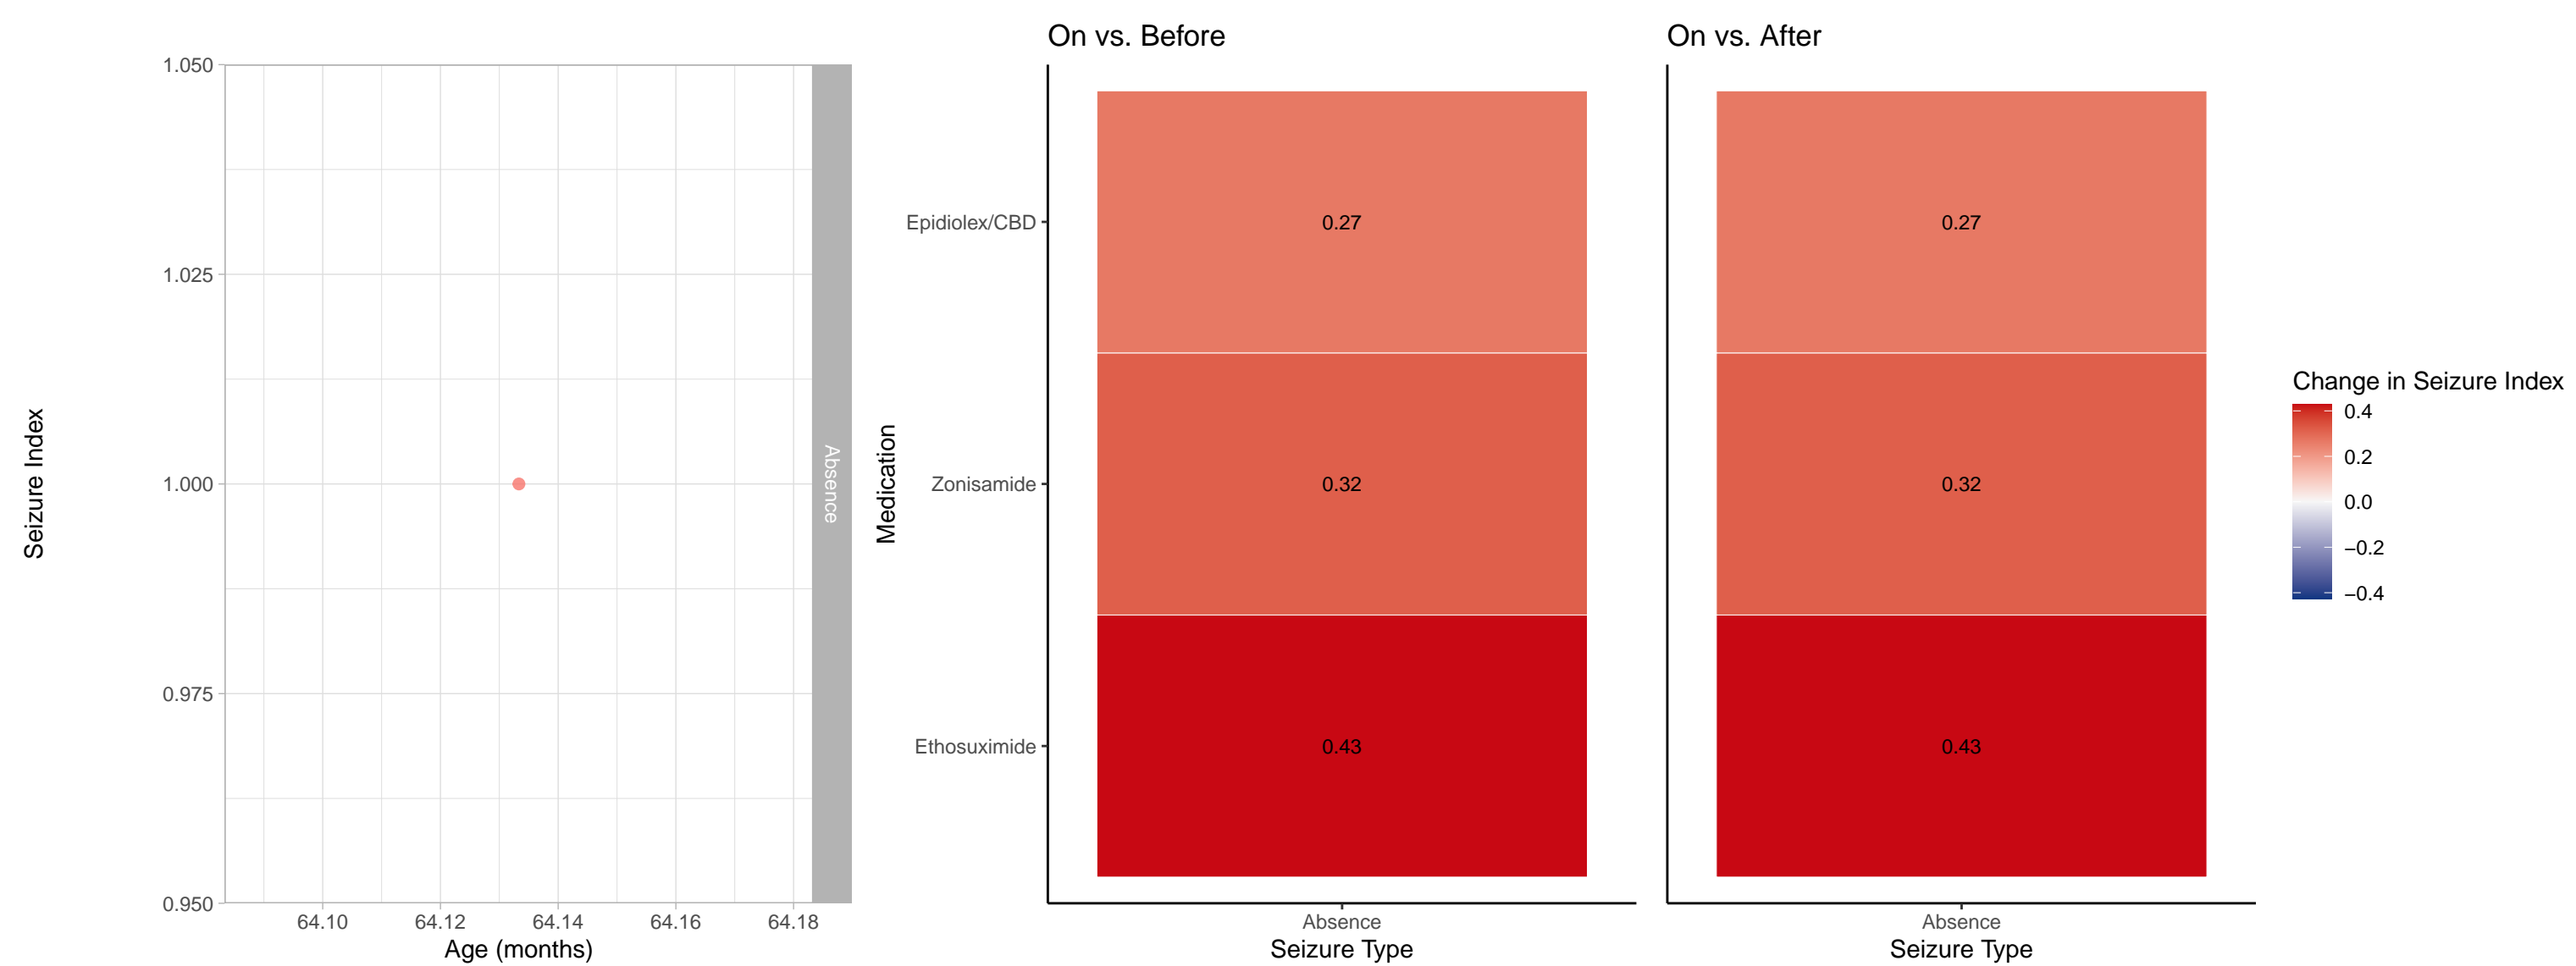 On vs. Before
On vs. After
1.050
1.025
1.000
0.975
0.950
Seizure Index
64.10
64.12
64.14
64.16
64.18
Age (months)
Absence
Medication
Epidiolex/CBD
Zonisamide
Ethosuximide
0.27
0.32
0.43
Absence
Seizure Type
0.27
0.32
0.43
Absence
Seizure Type
Change in Seizure Index
0.4
0.2
0.0
−0.2
−0.4